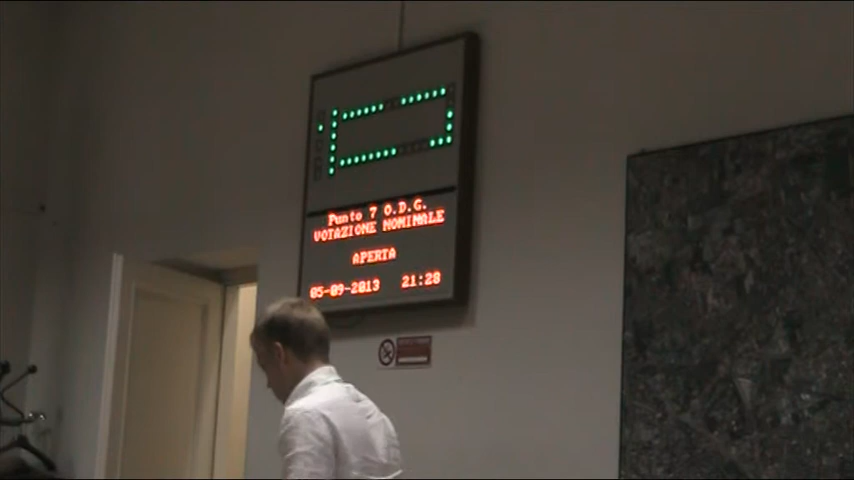 Punto 7 O.D.G.
VOTAZIONE NOMINALE
APERTA
05-09-2013 21:28